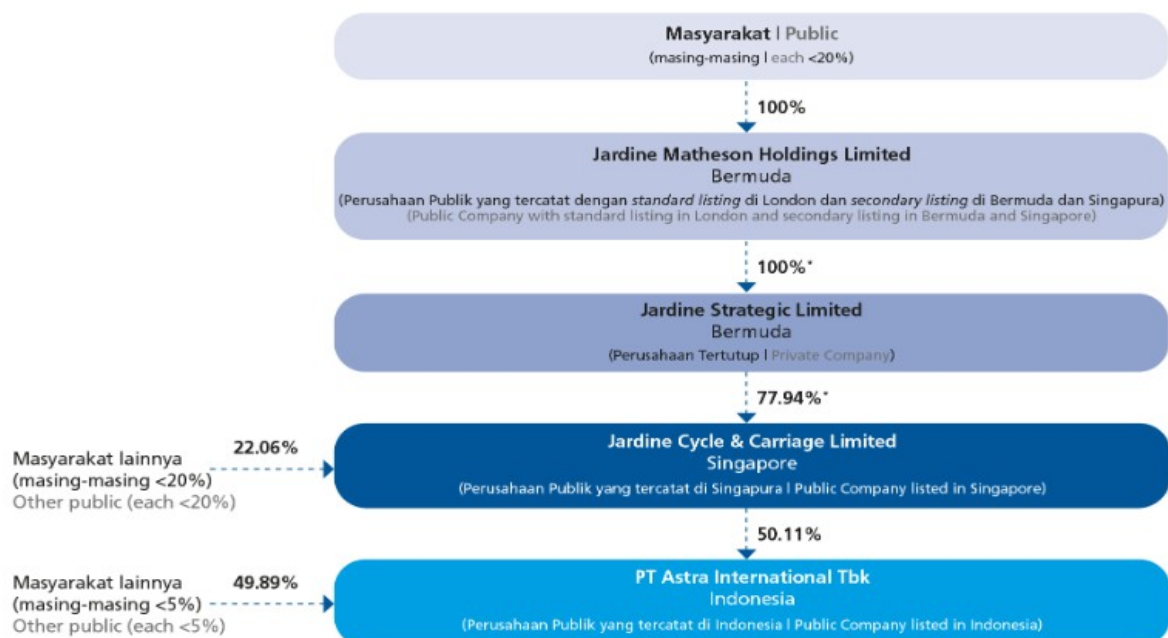 Masyarakat | Public
(masing-masing | each <20%)
100%
Jardine Matheson Holdings Limited
Bermuda
(Perusahaan Publik yang tercatat dengan standard listing di London dan secondary listing di Bermuda dan Singapura)
(Public Company with standard listing in London and secondary listing in Bermuda and Singapore)
100%*
Jardine Strategic Limited
Bermuda
(Perusahaan Tertutup | Private Company)
77.94%*
Masyarakat lainnya
(masing-masing <20%)
Other public (each <20%)
22.06%
Jardine Cycle & Carriage Limited
Singapore
(Perusahaan Publik yang tercatat di Singapura | Public Company listed in Singapore)
50.11%
Masyarakat lainnya
(masing-masing <5%)
Other public (each <5%)
49.89%
PT Astra International Tbk
Indonesia
(Perusahaan Publik yang tercatat di Indonesia | Public Company listed in Indonesia)